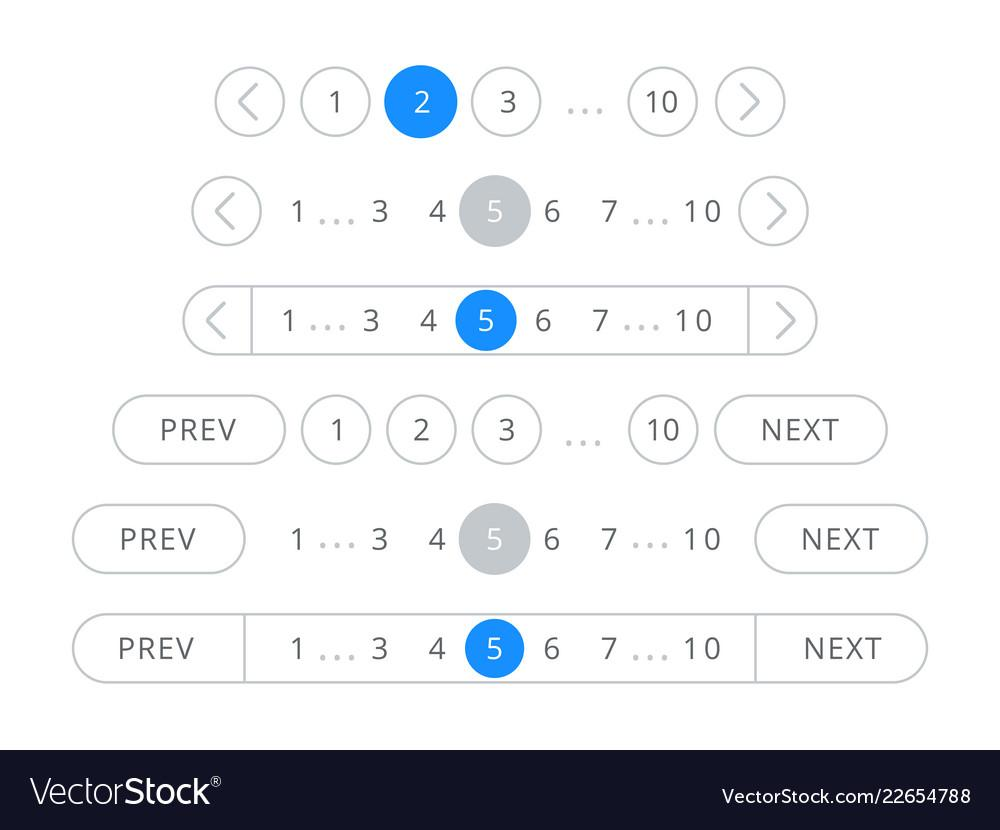 1 2 3 ... 10
1 ... 3 4 5 6 7 ... 10
1 ... 3 4 5 6 7 ... 10
PREV 1 2 3 ... 10 NEXT
PREV 1 ... 3 4 5 6 7 ... 10 NEXT
PREV 1 ... 3 4 5 6 7 ... 10 NEXT
VectorStock® VectorStock.com/22654788